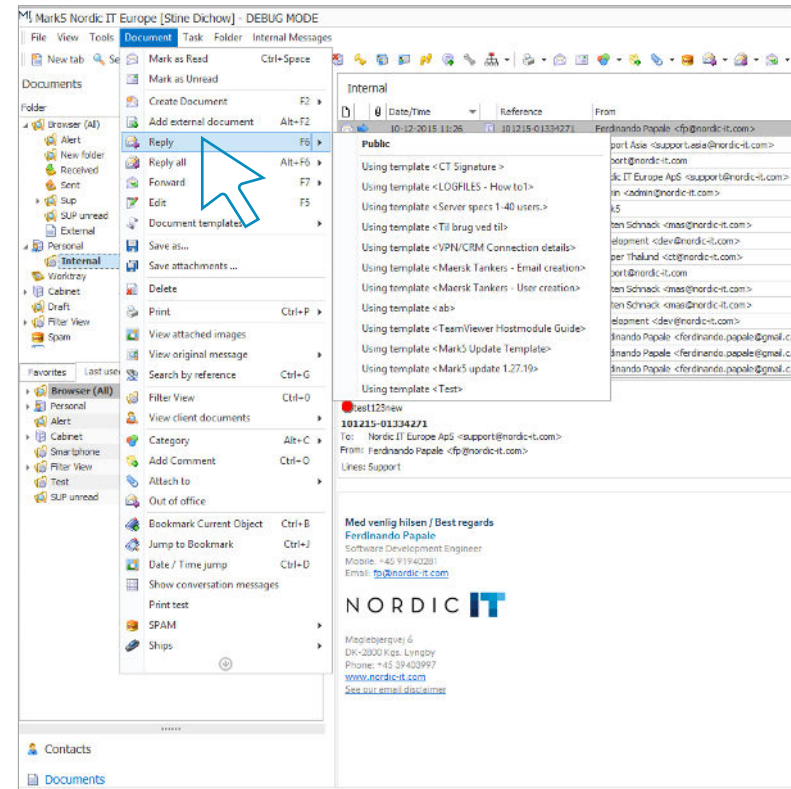 Mark5 Nordic IT Europe [Stine Dichow] - DEBUG MODE
File View Tools Document Task Folder Internal Messages
New tab Se
Documents
Folder
Browser (All)
Alert
New folder
Received
Sent
Sup
SUP unread
External
Personal
Internal
Worktray
Cabinet
Draft
Filter View
Spam
Favorites Last use
Browser (All)
Personal
Alert
Cabinet
Smartphone
Filter View
Test
SUP unread
Contacts
Documents
Mark as Read Ctrl+Space
Mark as Unread
Create Document F2
Add external document Alt+F2
Reply F6
Reply all Alt+F6
Forward F7
Edit F5
Document templates
Save as...
Save attachments ...
Delete
Print Ctrl+P
View attached images
View original message
Search by reference Ctrl+G
Filter View Ctrl+0
View client documents
Category Alt+C
Add Comment Ctrl+O
Attach to
Out of office
Bookmark Current Object Ctrl+B
Jump to Bookmark Ctrl+J
Date / Time jump Ctrl+D
Show conversation messages
Print test
SPAM
Ships
Public
Using template <CT Signature >
Using template <LOGFILES - How to1>
Using template <Server specs 1-40 users.>
Using template <Til brug ved til>
Using template <VPN/CRM Connection details>
Using template <Maersk Tankers - Email creation>
Using template <Maersk Tankers - User creation>
Using template <ab>
Using template <TeamViewer Hostmodule Guide>
Using template <Mark5 Update Template>
Using template <Mark5 update 1.27.19>
Using template <Test>
Internal
Date/Time Reference From
10-12-2015 11:26 101215-01334271 Ferdinando Papale <fp@nordic-it.com>
port Asia <support.asia@nordic-it.com>
port@nordic-it.com
dic IT Europe ApS <support@nordic-it.com>
in <admin@nordic-it.com>
k5
ten Schnack <mas@nordic-it.com>
elopment <dev@nordic-it.com>
per Thalund <ct@nordic-it.com>
port@nordic-it.com
ten Schnack <mas@nordic-it.com>
ten Schnack <mas@nordic-it.com>
elopment <dev@nordic-it.com>
dinando Papale <ferdinando.papale@gmail.c
dinando Papale <ferdinando.papale@gmail.c
dinando Papale <ferdinando.papale@gmail.c
test123new
101215-01334271
To: Nordic IT Europe ApS <support@nordic-it.com>
From: Ferdinando Papale <fp@nordic-it.com>
Lines: Support
Med venlig hilsen / Best regards
Ferdinando Papale
Software Development Engineer
Mobile: +45 91940281
Email: fp@nordic-it.com
NORDIC IT
Maglebjergvej 6
DK-2800 Kgs. Lyngby
Phone: +45 39403997
www.nordic-it.com
See our email disclaimer